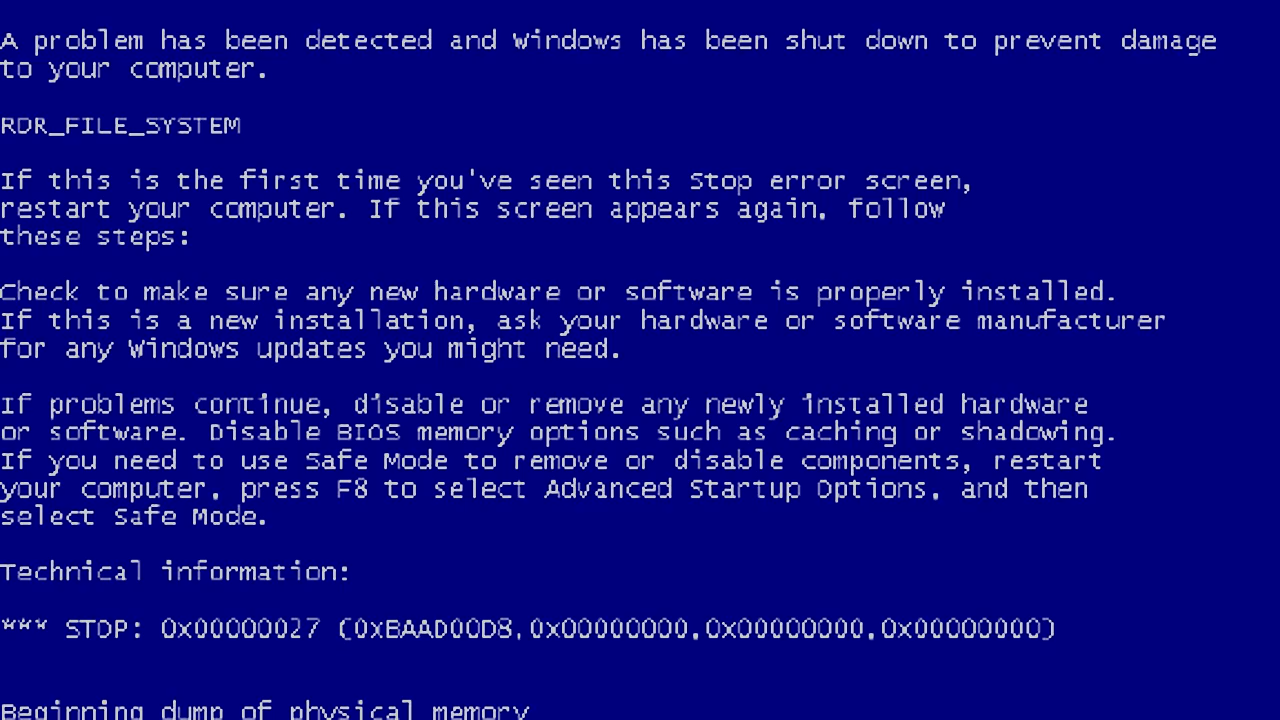 A problem has been detected and Windows has been shut down to prevent damage
to your computer.
RDR_FILE_SYSTEM
If this is the first time you've seen this Stop error screen,
restart your computer. If this screen appears again, follow
these steps:
Check to make sure any new hardware or software is properly installed.
If this is a new installation, ask your hardware or software manufacturer
for any Windows updates you might need.
If problems continue, disable or remove any newly installed hardware
or software. Disable BIOS memory options such as caching or shadowing.
If you need to use Safe Mode to remove or disable components, restart
your computer, press F8 to select Advanced Startup Options, and then
select Safe Mode.
Technical information:
*** STOP: 0x00000027 (0xBAAD00D8,0x00000000,0x00000000,0x00000000)
Beginning dump of physical memory